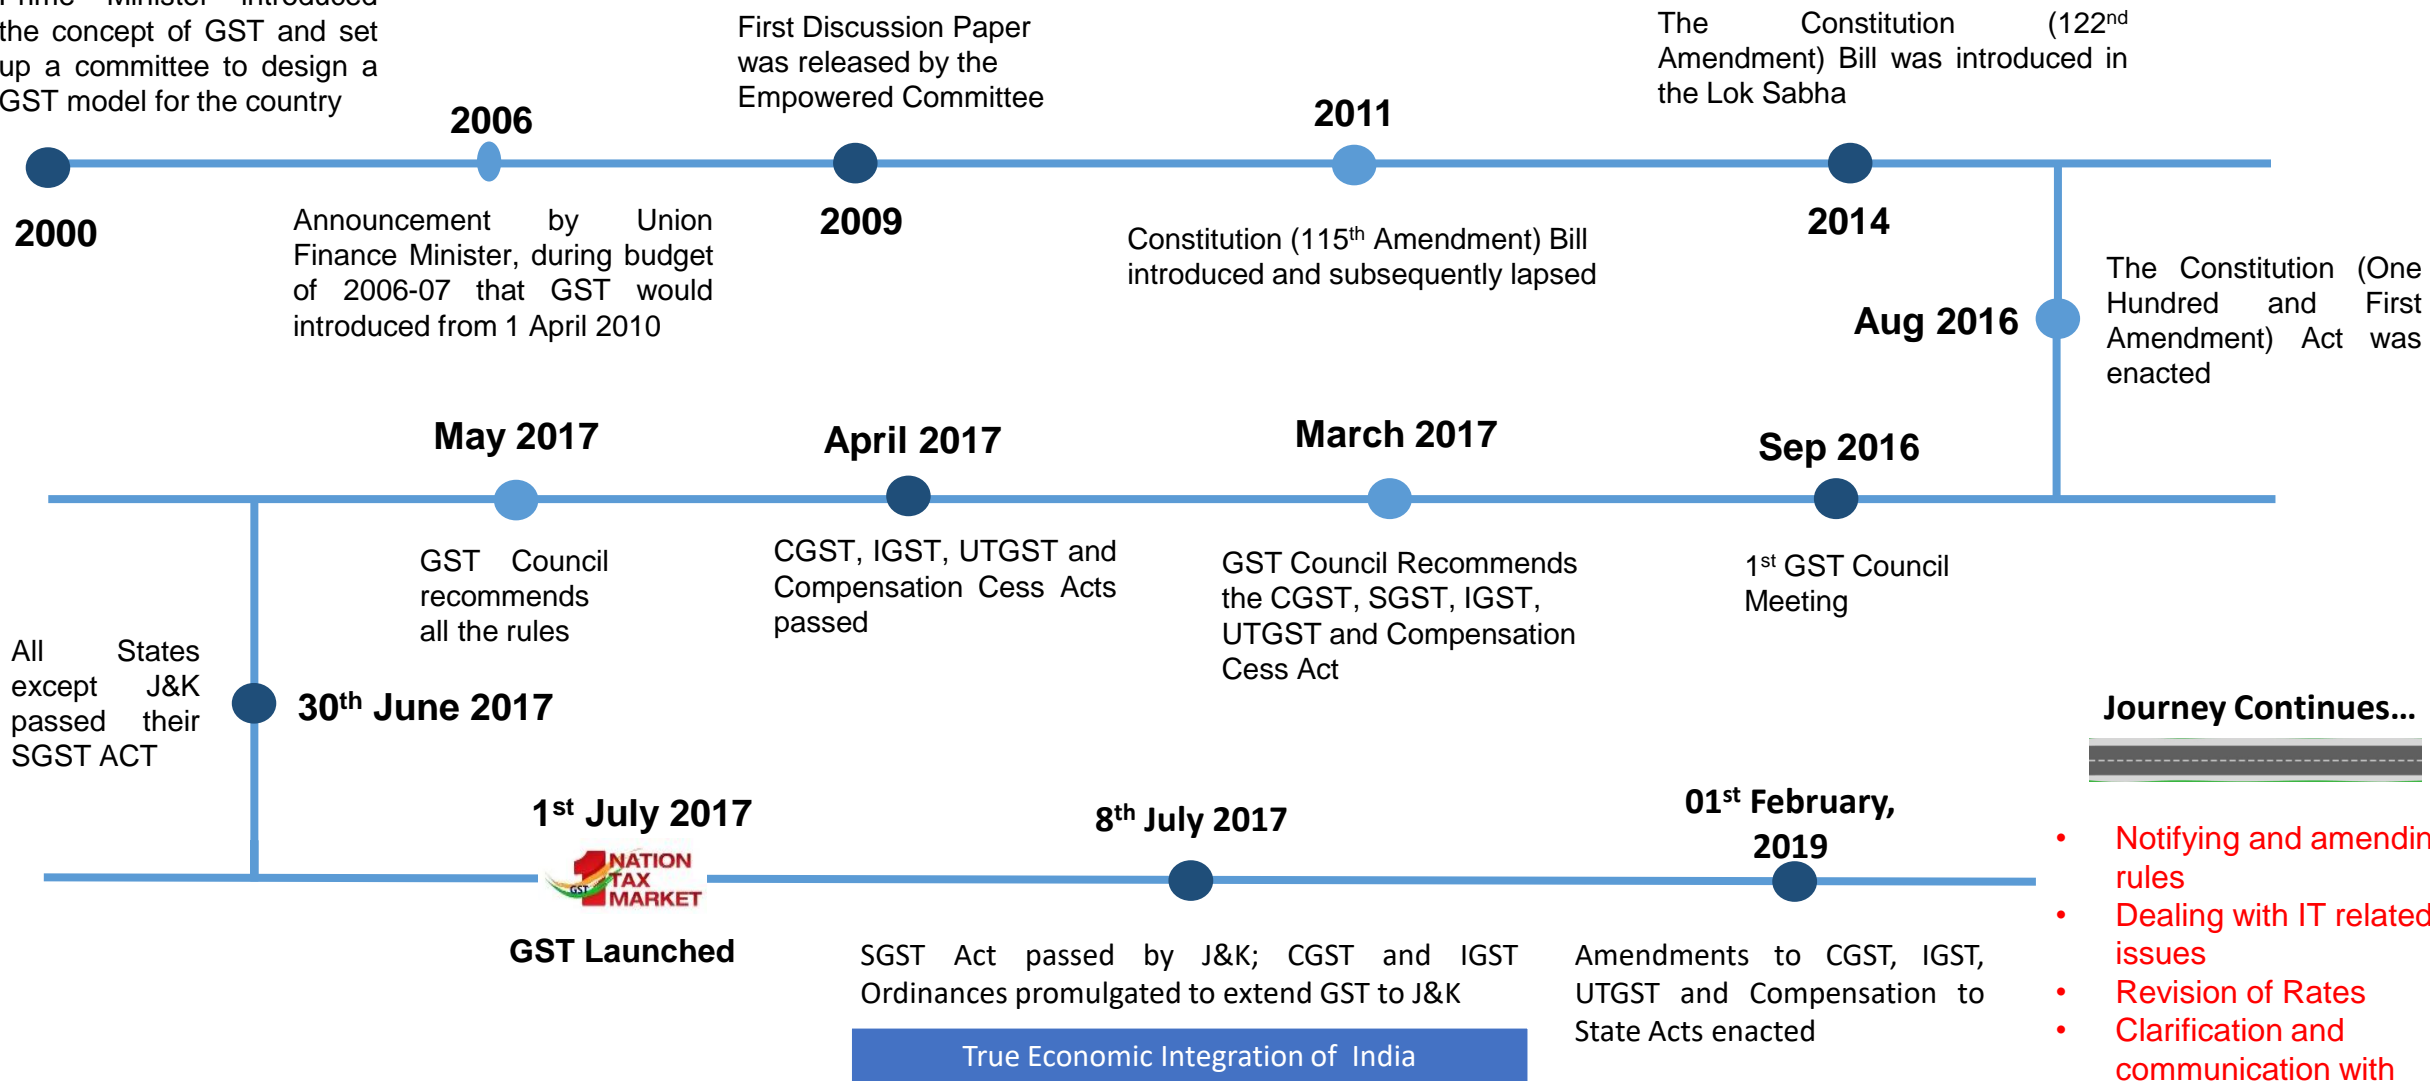 Prime Minister introduced
the concept of GST and set
up a committee to design a
GST model for the country
2000
2006
Announcement by Union
Finance Minister, during budget
of 2006-07 that GST would
introduced from 1 April 2010
First Discussion Paper
was released by the
Empowered Committee
2009
2011
Constitution (115th Amendment) Bill
introduced and subsequently lapsed
The Constitution (122nd
Amendment) Bill was introduced in
the Lok Sabha
2014
Aug 2016
The Constitution (One
Hundred and First
Amendment) Act was
enacted
Sep 2016
1st GST Council
Meeting
March 2017
GST Council Recommends
the CGST, SGST, IGST,
UTGST and Compensation
Cess Act
April 2017
CGST, IGST, UTGST and
Compensation Cess Acts
passed
May 2017
GST Council
recommends
all the rules
All States
except J&K
passed their
SGST ACT
30th June 2017
1st July 2017
1 NATION
TAX
MARKET
GST
GST Launched
8th July 2017
SGST Act passed by J&K; CGST and IGST
Ordinances promulgated to extend GST to J&K
True Economic Integration of India
01st February,
2019
Amendments to CGST, IGST,
UTGST and Compensation to
State Acts enacted
Journey Continues...
• Notifying and amendin
rules
• Dealing with IT related
issues
• Revision of Rates
• Clarification and
communication with